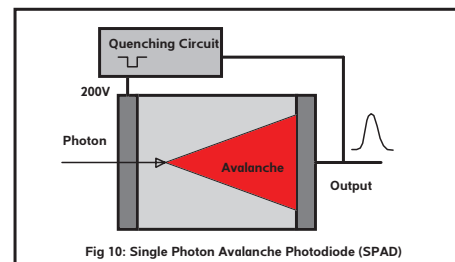 Quenching Circuit
200V
Photon
Avalanche
Output
Fig 10: Single Photon Avalanche Photodiode (SPAD)